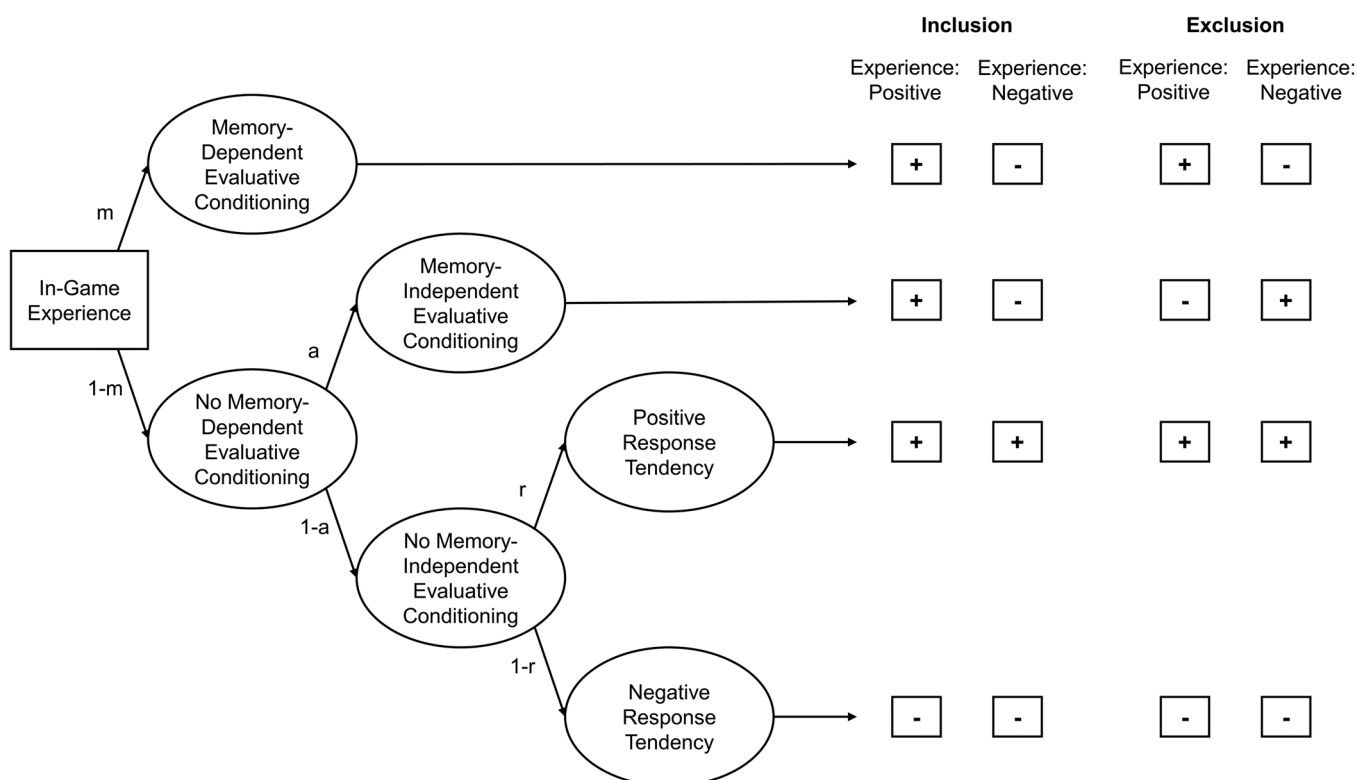 Inclusion Exclusion
Experience: Positive
Experience: Negative
Experience: Positive
Experience: Negative
Memory-
Dependent
Evaluative
Conditioning
+ - + -
m
In-Game
Experience
Memory-
Independent
Evaluative
Conditioning
+ - - +
a
1-m
No Memory-
Dependent
Evaluative
Conditioning
Positive
Response
Tendency
+ + + +
r
1-a
No Memory-
Independent
Evaluative
Conditioning
1-r
Negative
Response
Tendency
- - - -